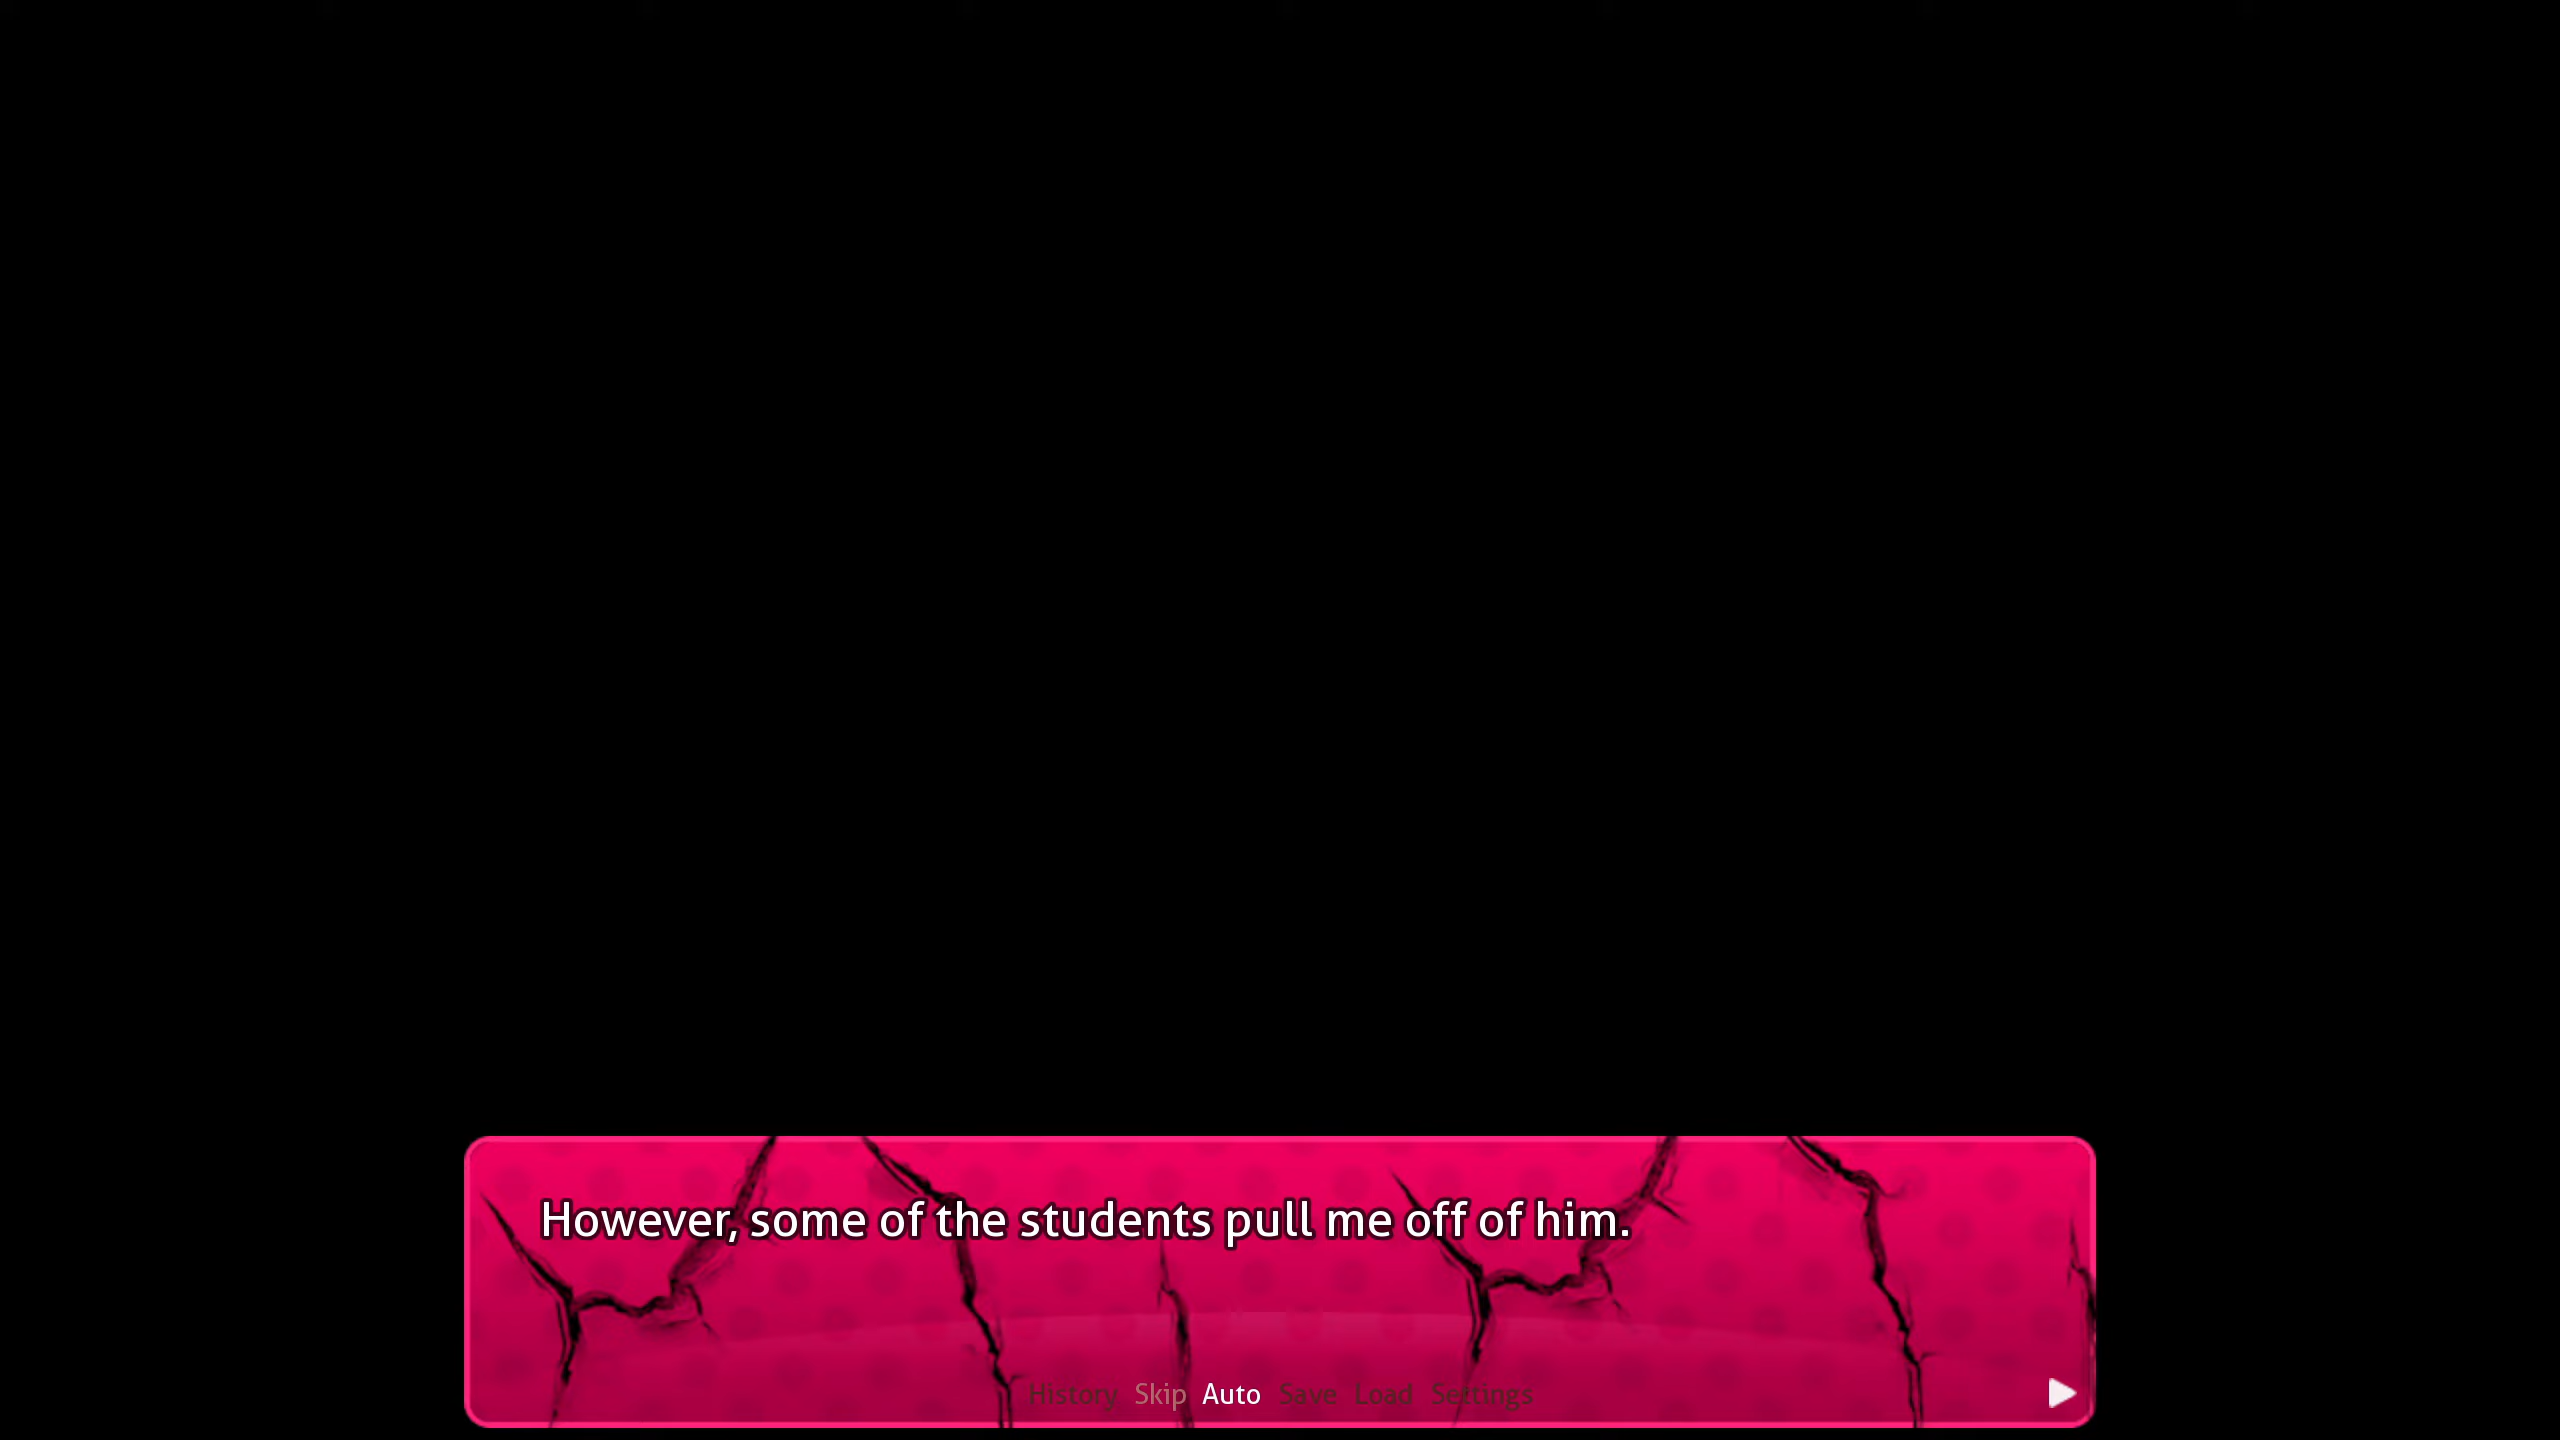 However, some of the students pull me off of him.
History Skip Auto Save Load Settings